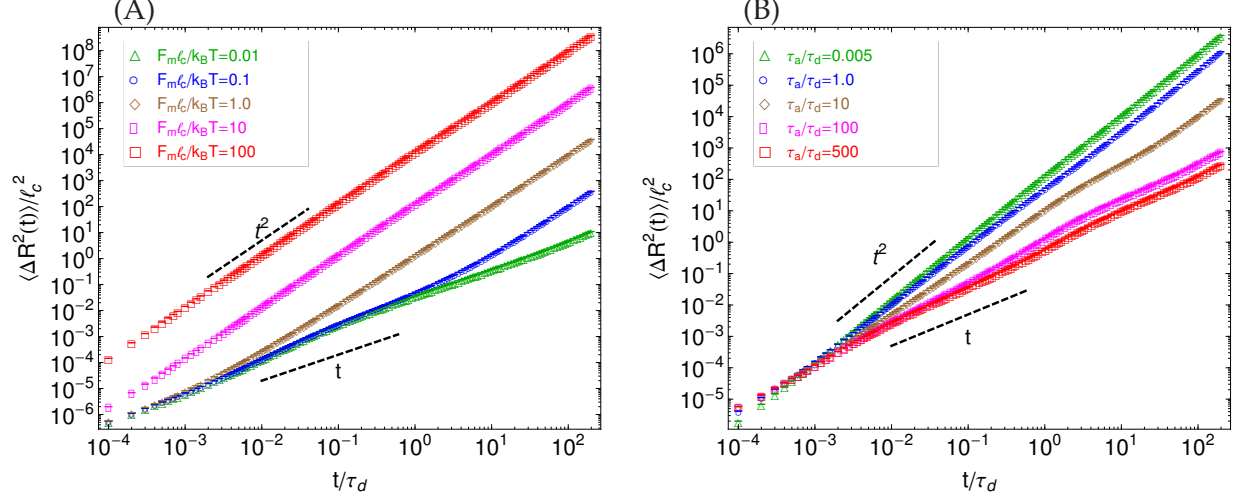 (A)
(B)
⟨ΔR²(t)⟩/ℓ_c²
10⁸
10⁷
10⁶
10⁵
10⁴
10³
10²
10¹
10⁰
10⁻¹
10⁻²
10⁻³
10⁻⁴
10⁻⁵
10⁻⁶
F_mℓ_c/k_BT=0.01
F_mℓ_c/k_BT=0.1
F_mℓ_c/k_BT=1.0
F_mℓ_c/k_BT=10
F_mℓ_c/k_BT=100
t²
t
10⁻⁴
10⁻³
10⁻²
10⁻¹
10⁰
10¹
10²
t/τ_d
⟨ΔR²(t)⟩/ℓ_c²
10⁶
10⁵
10⁴
10³
10²
10¹
10⁰
10⁻¹
10⁻²
10⁻³
10⁻⁴
10⁻⁵
τ_a/τ_d=0.005
τ_a/τ_d=1.0
τ_a/τ_d=10
τ_a/τ_d=100
τ_a/τ_d=500
t²
t
10⁻⁴
10⁻³
10⁻²
10⁻¹
10⁰
10¹
10²
t/τ_d